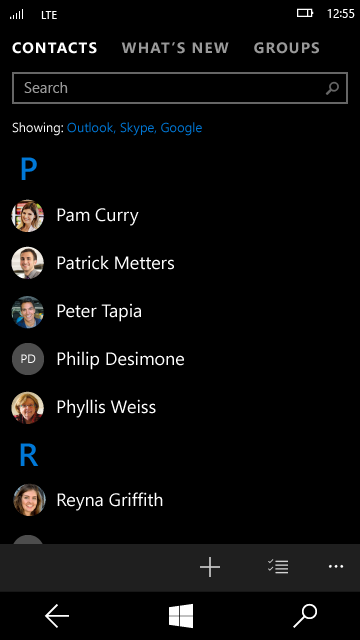 LTE 12:55
CONTACTS WHAT'S NEW GROUPS
Search
Showing: Outlook, Skype, Google
P
Pam Curry
Patrick Metters
Peter Tapia
PD Philip Desimone
Phyllis Weiss
R
Reyna Griffith